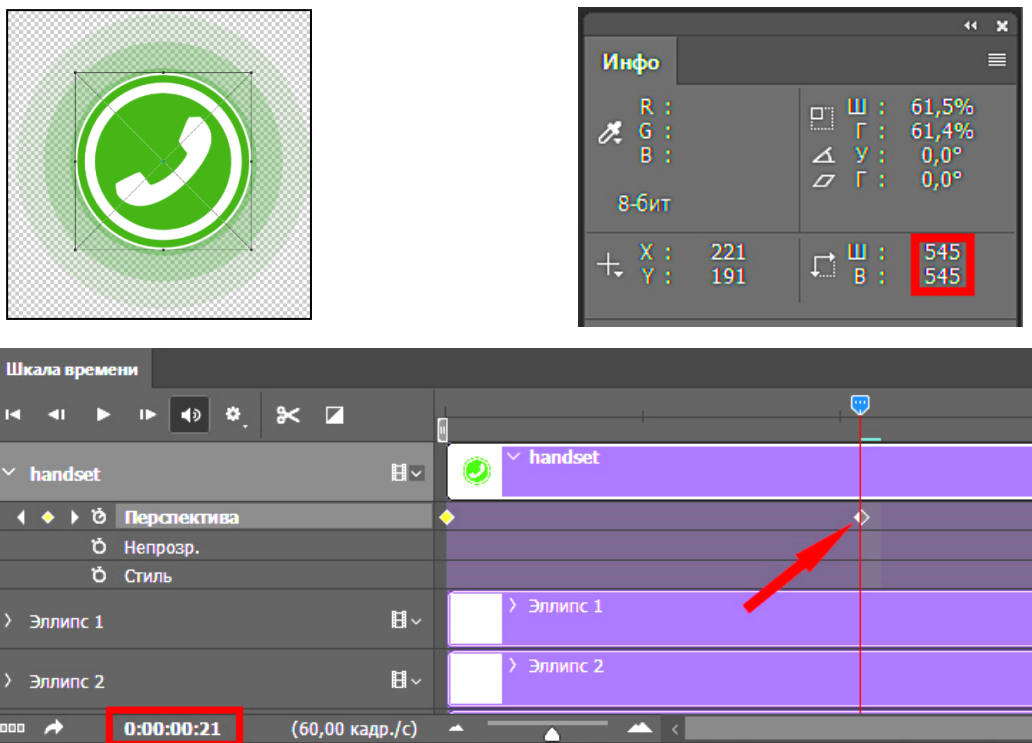 Инфо
R :
G :
B :
8-бит
Ш : 61,5%
Г : 61,4%
У : 0,0°
Г : 0,0°
X : 221
Y : 191
Ш : 545
В : 545
Шкала времени
handset
handset
Перспектива
Непрозр.
Стиль
Эллипс 1
Эллипс 1
Эллипс 2
Эллипс 2
0:00:00:21
(60,00 кадр./с)